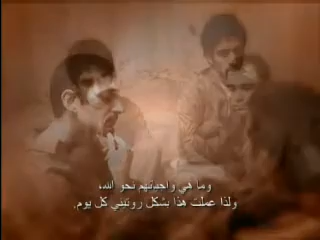 وما هي واجباتهم نحو الله،
ولذا عملت هذا بشكل روتيني كل يوم.